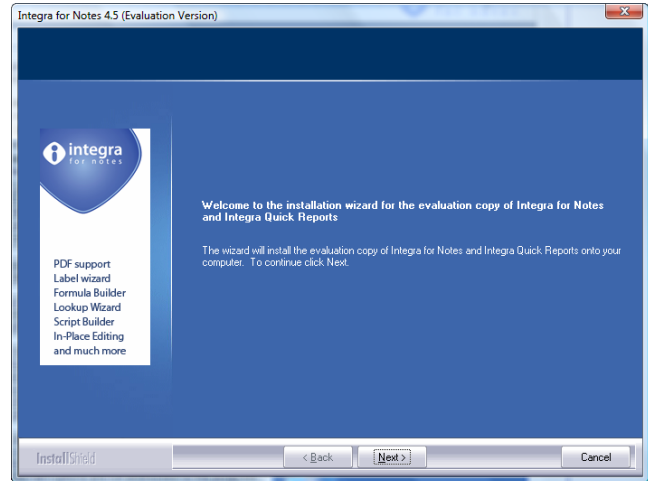 Integra for Notes 4.5 (Evaluation Version)
integra
for notes
Welcome to the installation wizard for the evaluation copy of Integra for Notes
and Integra Quick Reports
The wizard will install the evaluation copy of Integra for Notes and Integra Quick Reports onto your
computer. To continue click Next.
PDF support
Label wizard
Formula Builder
Lookup Wizard
Script Builder
In-Place Editing
and much more
InstallShield
< Back
Next >
Cancel